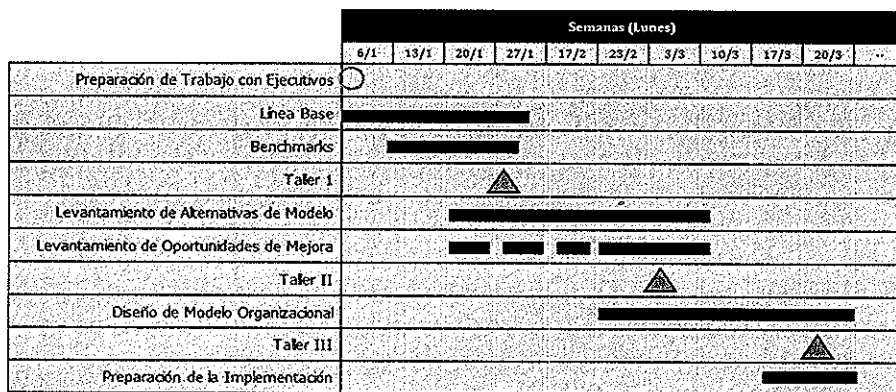 Semanas (Lunes)
6/1 13/1 20/1 27/1 17/2 23/2 3/3 10/3 17/3 20/3 ..
Preparación de Trabajo con Ejecutivos
Línea Base
Benchmarks
Taller 1
Levantamiento de Alternativas de Modelo
Levantamiento de Oportunidades de Mejora
Taller II
Diseño de Modelo Organizacional
Taller III
Preparación de la Implementación